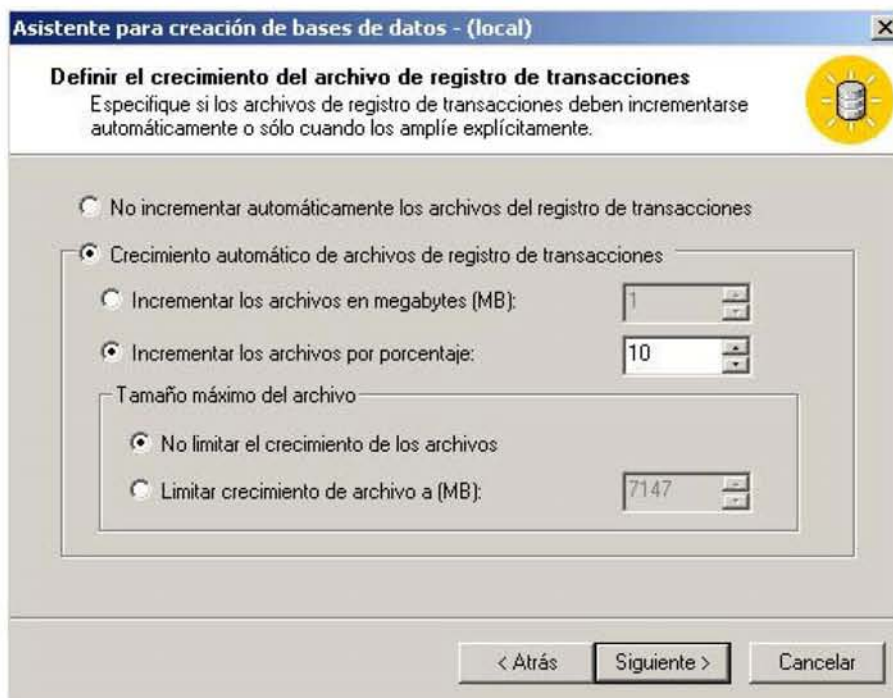 Asistente para creación de bases de datos - (local)
Definir el crecimiento del archivo de registro de transacciones
Especifique si los archivos de registro de transacciones deben incrementarse
automáticamente o sólo cuando los amplíe explícitamente.
No incrementar automáticamente los archivos del registro de transacciones
Crecimiento automático de archivos de registro de transacciones
Incrementar los archivos en megabytes (MB): 1
Incrementar los archivos por porcentaje: 10
Tamaño máximo del archivo
No limitar el crecimiento de los archivos
Limitar crecimiento de archivo a (MB): 7147
< Atrás Siguiente > Cancelar